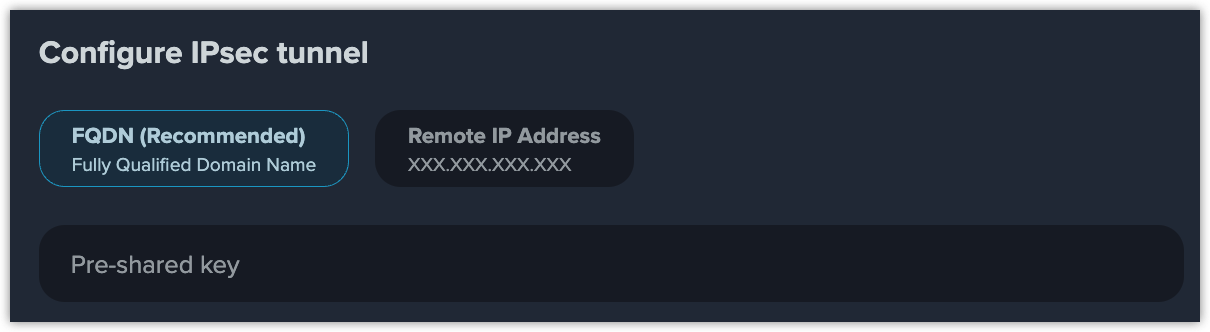 Configure IPsec tunnel
FQDN (Recommended)
Fully Qualified Domain Name
Remote IP Address
XXX.XXX.XXX.XXX
Pre-shared key